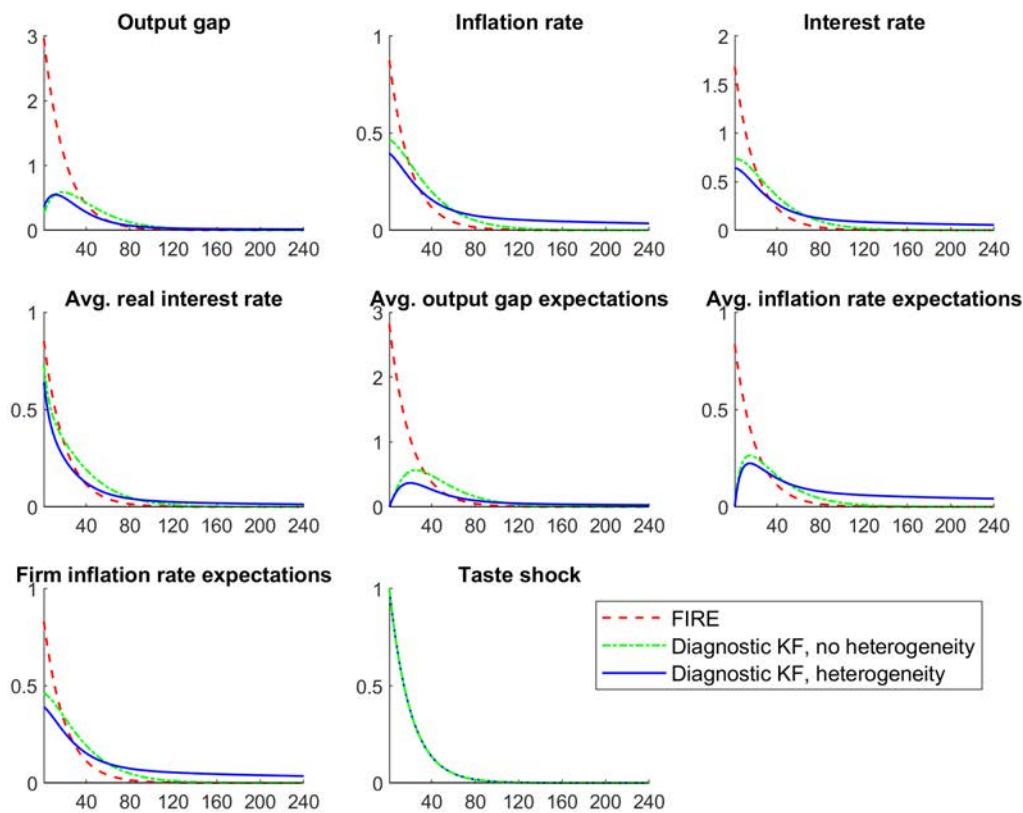 Output gap
3
2
1
0
40 80 120 160 200 240
Inflation rate
1
0.5
0
40 80 120 160 200 240
Interest rate
2
1.5
1
0.5
0
40 80 120 160 200 240
Avg. real interest rate
1
0.5
0
40 80 120 160 200 240
Avg. output gap expectations
3
2
1
0
40 80 120 160 200 240
Avg. inflation rate expectations
1
0.5
0
40 80 120 160 200 240
Firm inflation rate expectations
1
0.5
0
40 80 120 160 200 240
Taste shock
1
0.5
0
40 80 120 160 200 240
FIRE
Diagnostic KF, no heterogeneity
Diagnostic KF, heterogeneity